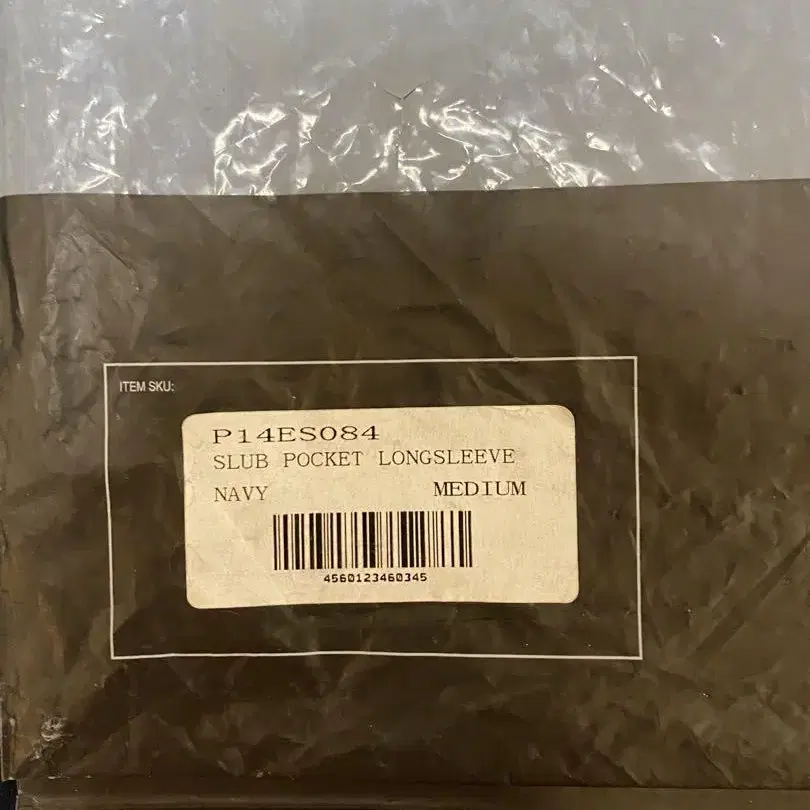 ITEM SKU:
P14ES084
SLUB POCKET LONGSLEEVE
NAVY MEDIUM
4560123460345